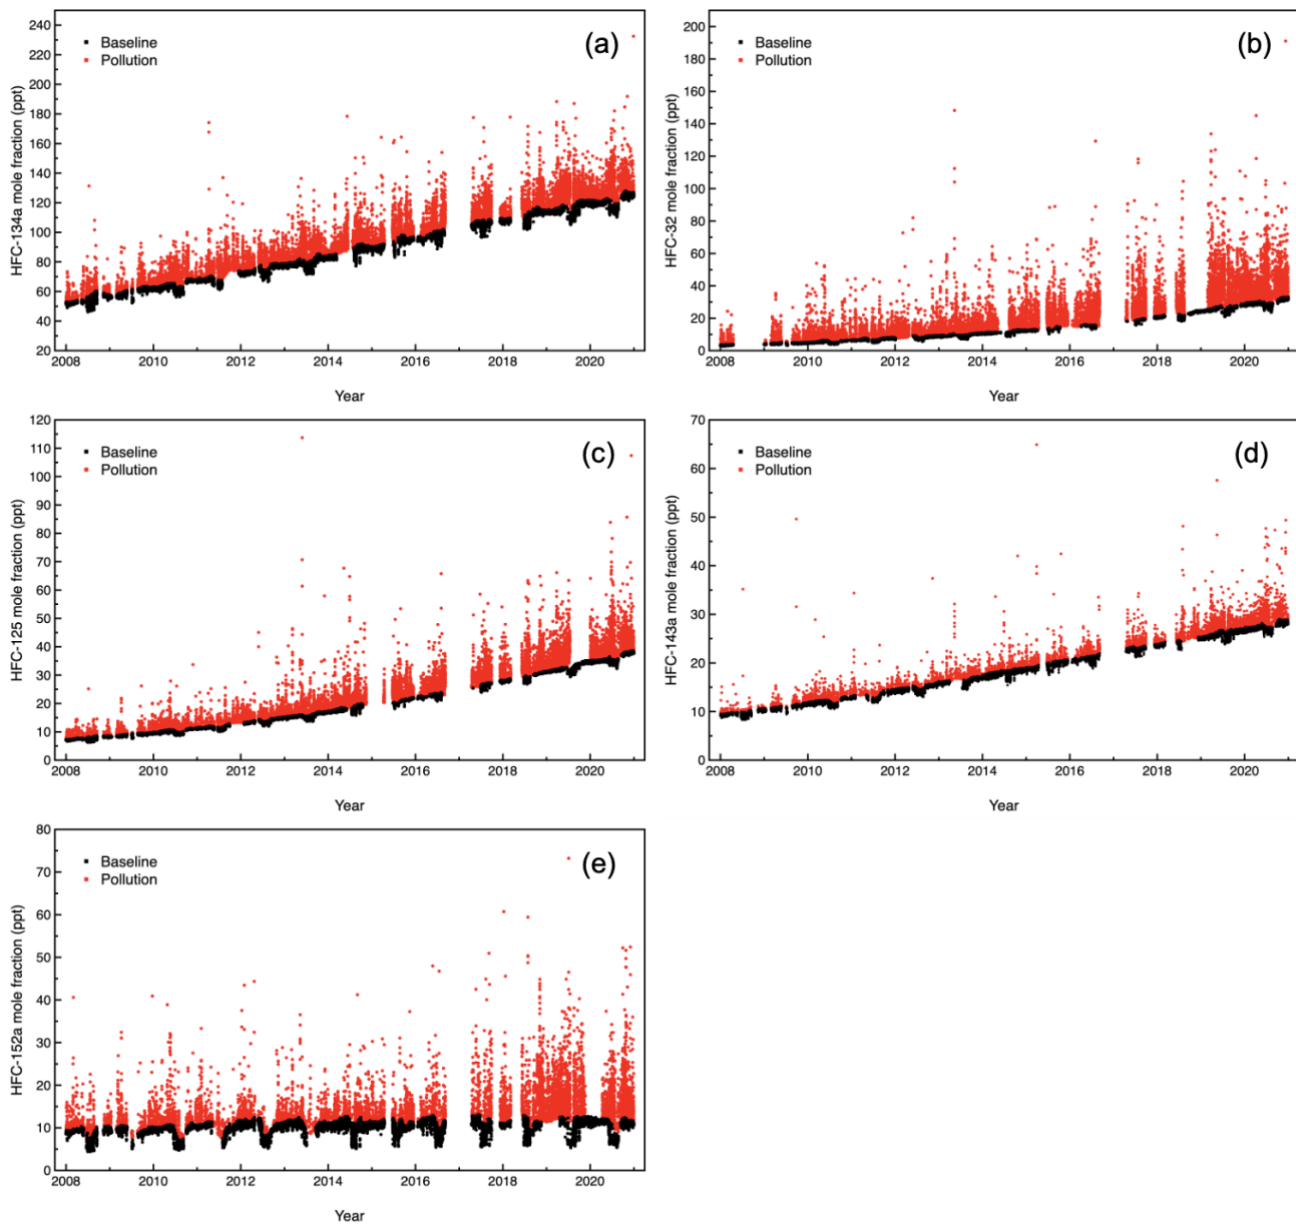 (a)
Baseline
Pollution
HFC-134a mole fraction (ppt)
240
220
200
180
160
140
120
100
80
60
40
20
2008 2010 2012 2014 2016 2018 2020
Year
(b)
Baseline
Pollution
HFC-32 mole fraction (ppt)
200
180
160
140
120
100
80
60
40
20
0
2008 2010 2012 2014 2016 2018 2020
Year
(c)
Baseline
Pollution
HFC-125 mole fraction (ppt)
120
110
100
90
80
70
60
50
40
30
20
10
0
2008 2010 2012 2014 2016 2018 2020
Year
(d)
Baseline
Pollution
HFC-143a mole fraction (ppt)
70
60
50
40
30
20
10
0
2008 2010 2012 2014 2016 2018 2020
Year
(e)
Baseline
Pollution
HFC-152a mole fraction (ppt)
80
70
60
50
40
30
20
10
0
2008 2010 2012 2014 2016 2018 2020
Year